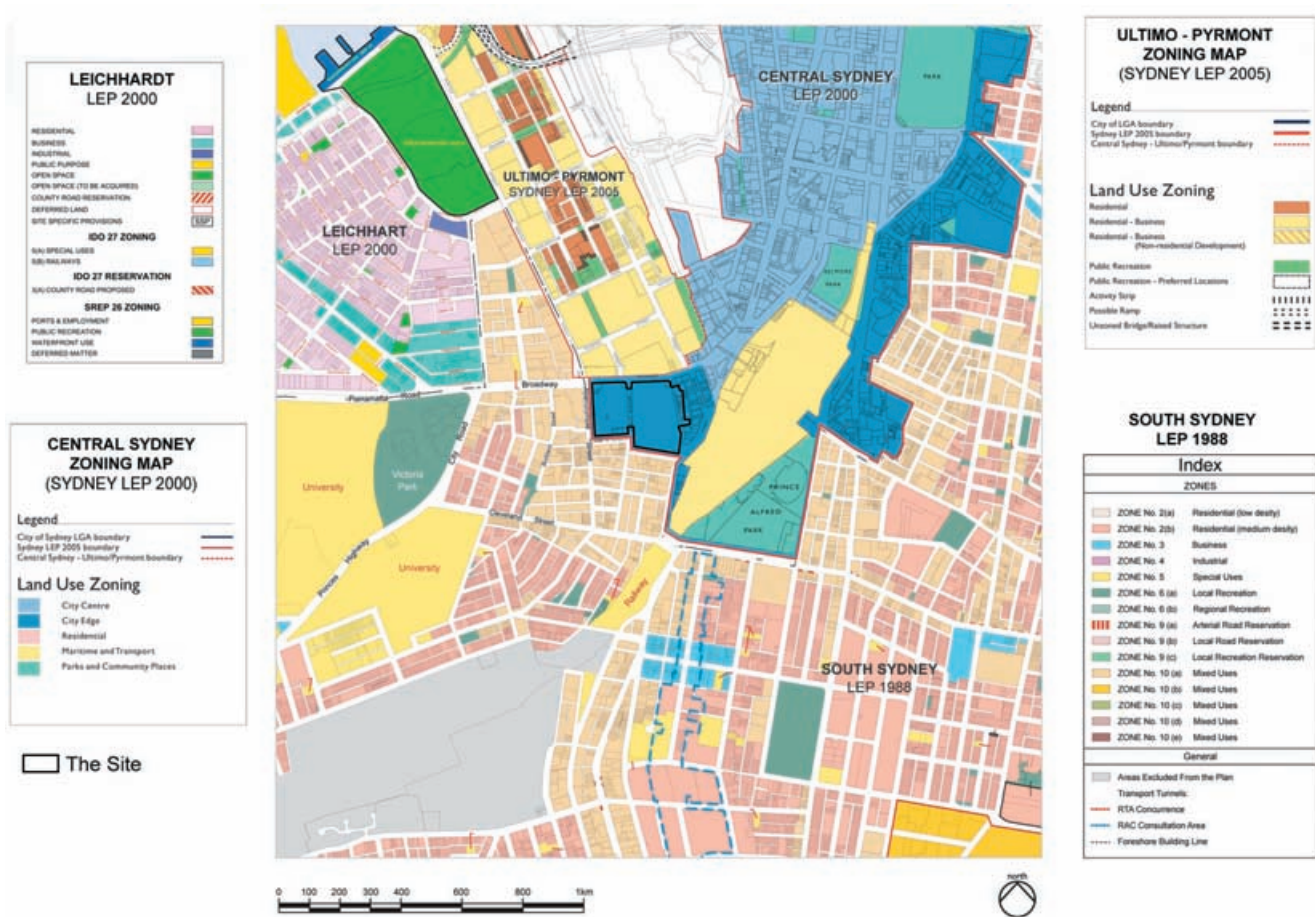 LEICHHARDT
LEP 2000
RESIDENTIAL
BUSINESS
INDUSTRIAL
PUBLIC PURPOSE
OPEN SPACE
OPEN SPACE (TO BE ACQUIRED)
COUNTY ROAD RESERVATION
DEFERRED LAND
SITE SPECIFIC PROVISIONS
SSP
IDO 27 ZONING
5(A) SPECIAL USES
5(B) RAILWAYS
IDO 27 RESERVATION
SREP 26 ZONING
PORTS & EMPLOYMENT
PUBLIC RECREATION
WATERFRONT USE
DEFERRED MATTER
CENTRAL SYDNEY
ZONING MAP
(SYDNEY LEP 2000)
Legend
City of Sydney LGA boundary
Sydney LEP 2005 boundary
Central Sydney - Ultimo/Pyrmont boundary
Land Use Zoning
City Centre
City Edge
Residential
Maritime and Transport
Parks and Community Places
The Site
CENTRAL SYDNEY
LEP 2000
PARK
ULTIMO - PYRMONT
SYDNEY LEP 2005
LEICHHART
LEP 2000
BELMORE
PARK
Broadway
Parramatta Road
City Road
Victoria
Park
University
PRINCE
ALFRED
PARK
Cleveland Street
Princes Highway
University
Railway
SOUTH SYDNEY
LEP 1988
0 100 200 300 400 600 800 1km
north
ULTIMO - PYRMONT
ZONING MAP
(SYDNEY LEP 2005)
Legend
City of LGA boundary
Sydney LEP 2005 boundary
Central Sydney - Ultimo/Pyrmont boundary
Land Use Zoning
Residential
Residential - Business
Residential - Business
(Non-residential Development)
Public Recreation
Public Recreation - Preferred Locations
Activity Strip
Possible Ramp
Unzoned Bridge/Raised Structure
SOUTH SYDNEY
LEP 1988
Index
ZONES
ZONE No. 2(a) Residential (low desity)
ZONE No. 2(b) Residential (medium desity)
ZONE No. 3 Business
ZONE No. 4 Industrial
ZONE No. 5 Special Uses
ZONE No. 6 (a) Local Recreation
ZONE No. 6 (b) Regional Recreation
ZONE No. 9 (a) Arterial Road Reservation
ZONE No. 9 (b) Local Road Reservation
ZONE No. 9 (c) Local Recreation Reservation
ZONE No. 10 (a) Mixed Uses
ZONE No. 10 (b) Mixed Uses
ZONE No. 10 (c) Mixed Uses
ZONE No. 10 (d) Mixed Uses
ZONE No. 10 (e) Mixed Uses
General
Areas Excluded From the Plan
Transport Tunnels:
RTA Concurrence
RAC Consultation Area
Foreshore Building Line